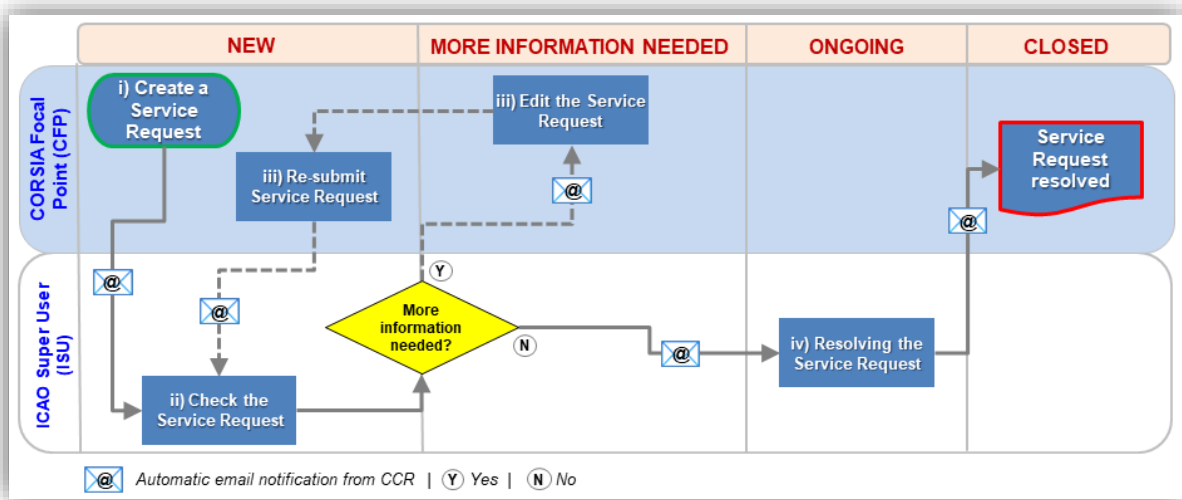 NEW
MORE INFORMATION NEEDED
ONGOING
CLOSED
CORSIA Focal
Point (CFP)
i) Create a
Service
Request
iii) Re-submit
Service Request
iii) Edit the Service
Request
Service
Request
resolved
@
@
@
@
@
ICAO Super User
(ISU)
ii) Check the
Service Request
More
information
needed?
Y
N
iv) Resolving the
Service Request
@ Automatic email notification from CCR | Y Yes | N No